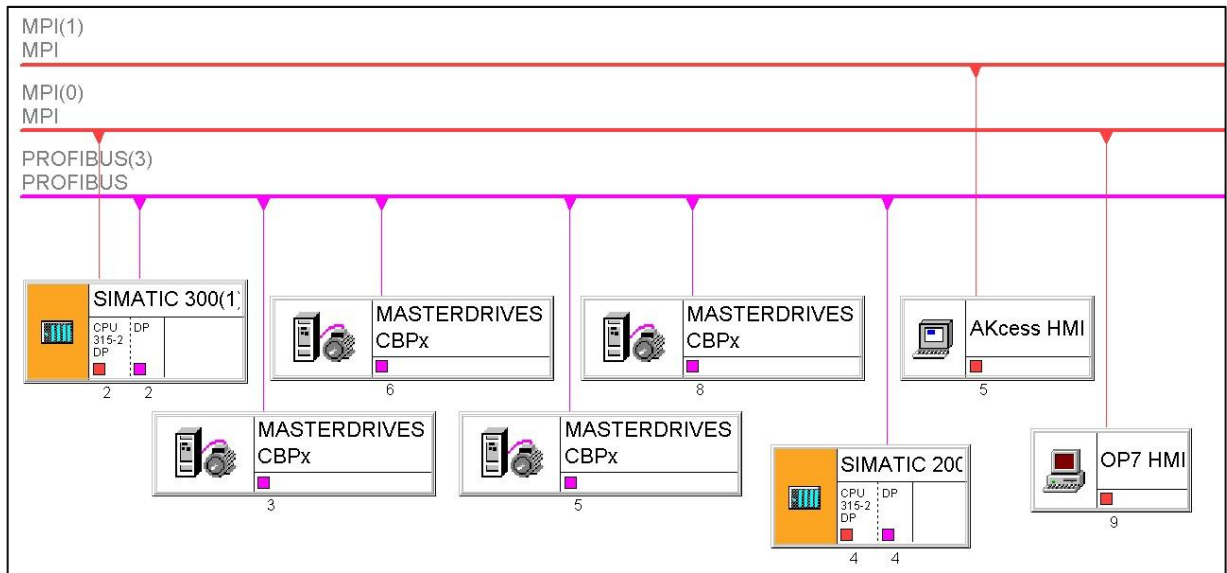 MPI(1)
MPI
MPI(0)
MPI
PROFIBUS(3)
PROFIBUS
SIMATIC 300(1)
CPU
315-2
DP
DP
2 2
MASTERDRIVES
CBPx
6
MASTERDRIVES
CBPx
8
AKcess HMI
5
MASTERDRIVES
CBPx
3
MASTERDRIVES
CBPx
5
SIMATIC 200
CPU
315-2
DP
DP
4 4
OP7 HMI
9